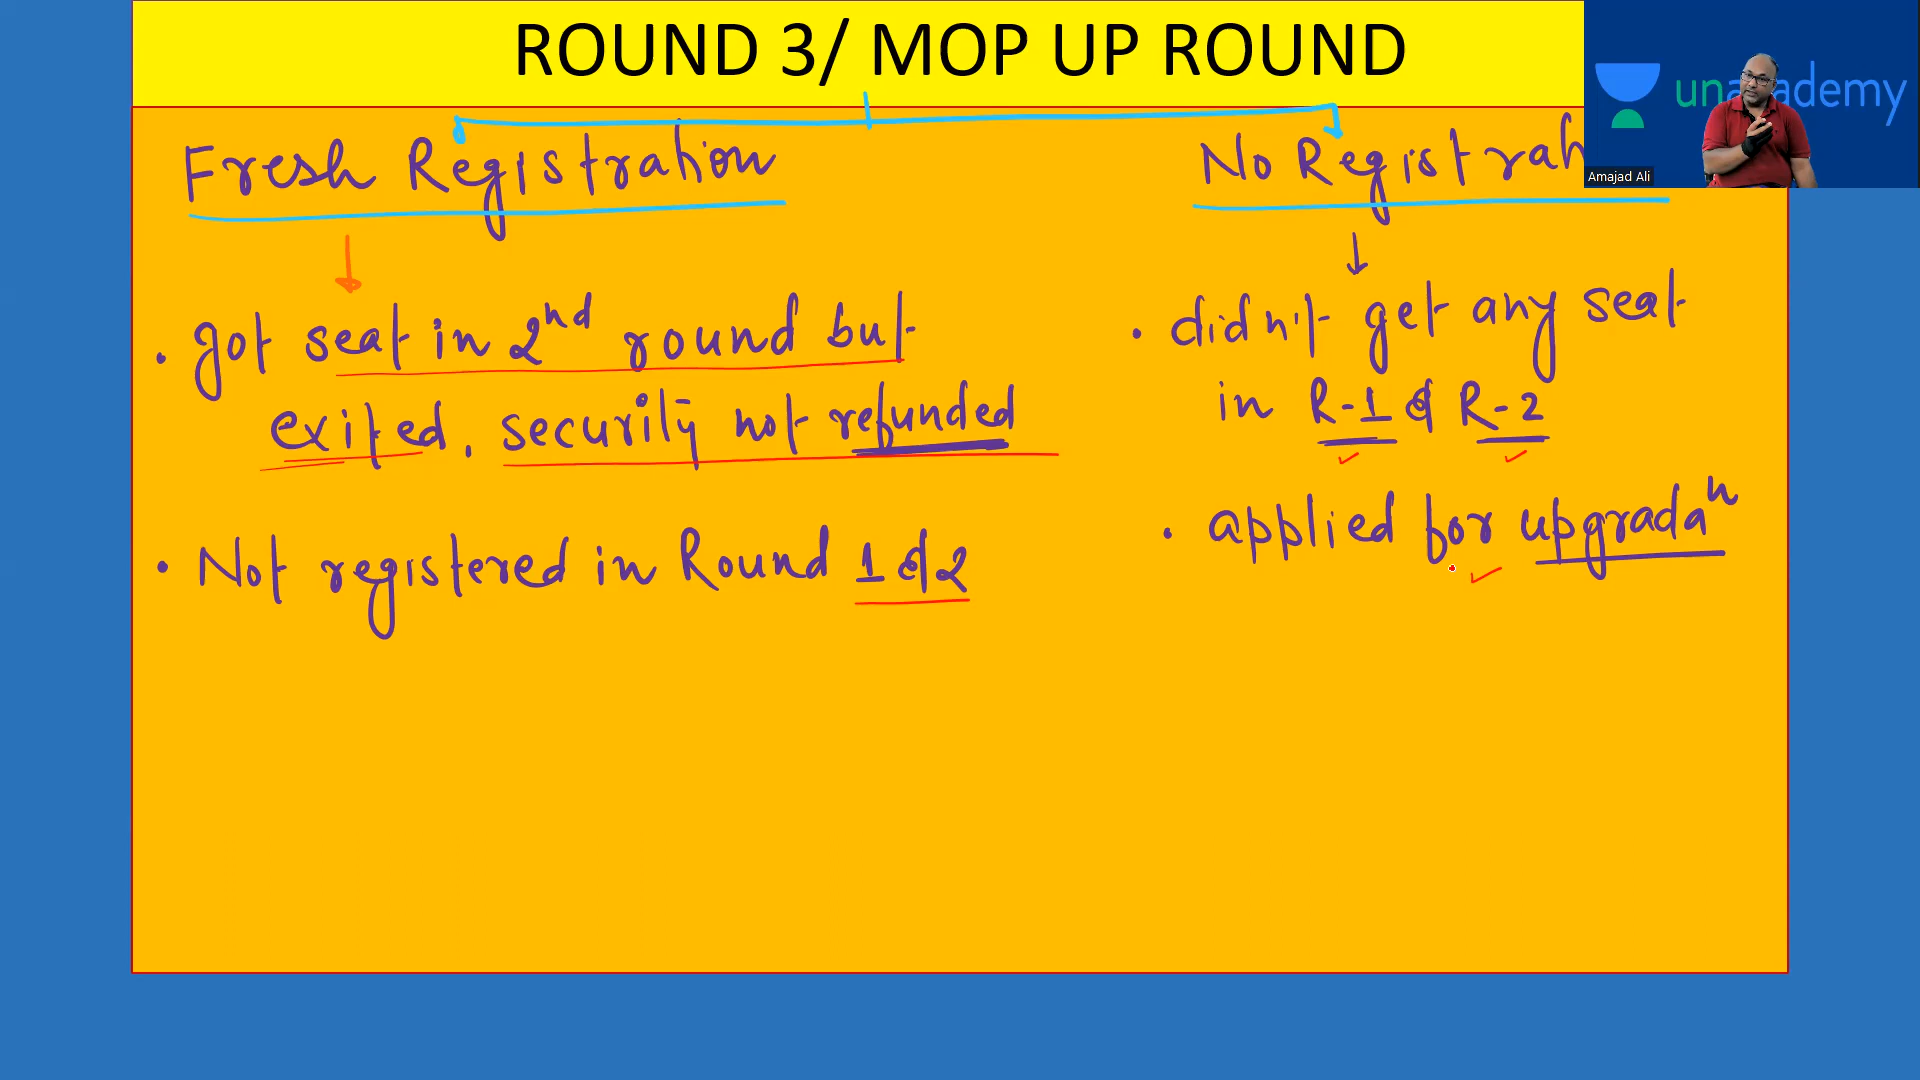 ROUND 3/ MOP UP ROUND
unacademy
Amajad Ali
Fresh Registration
No Registrati
. got seat in 2nd round but
exited, security not refunded
. Not registered in Round 1 & 2
. didn't get any seat
in R-1 & R-2
. applied for upgradan